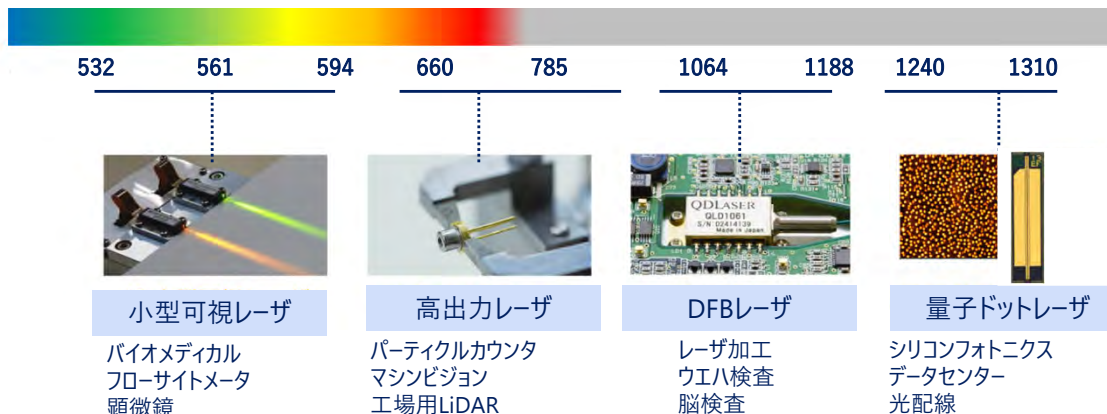 532 561 594 660 785 1064 1188 1240 1310
QDLASER
QLD1061
S/N 02414139
Made in Japan
小型可視レーザ
高出力レーザ
DFBレーザ
量子ドットレーザ
バイオメディカル
フローサイトメータ
顕微鏡
パーティクルカウンタ
マシンビジョン
工場用LiDAR
レーザ加工
ウエハ検査
脳検査
シリコンフォトニクス
データセンター
光配線